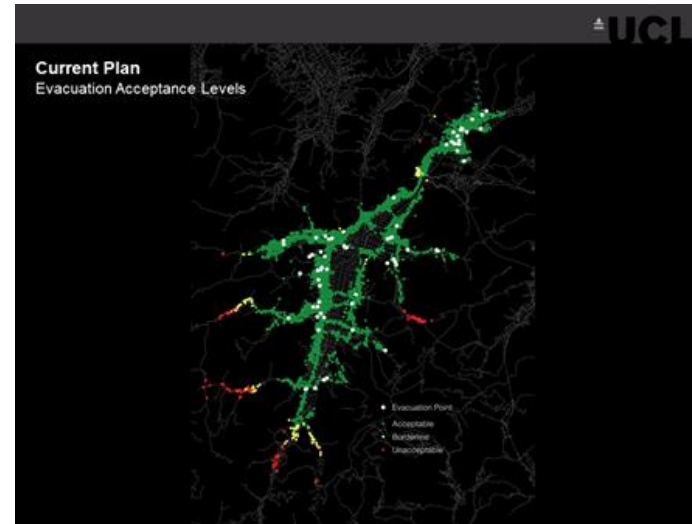 UCL
Current Plan
Evacuation Acceptance Levels
Evacuation Point
Acceptable
Borderline
Unacceptable